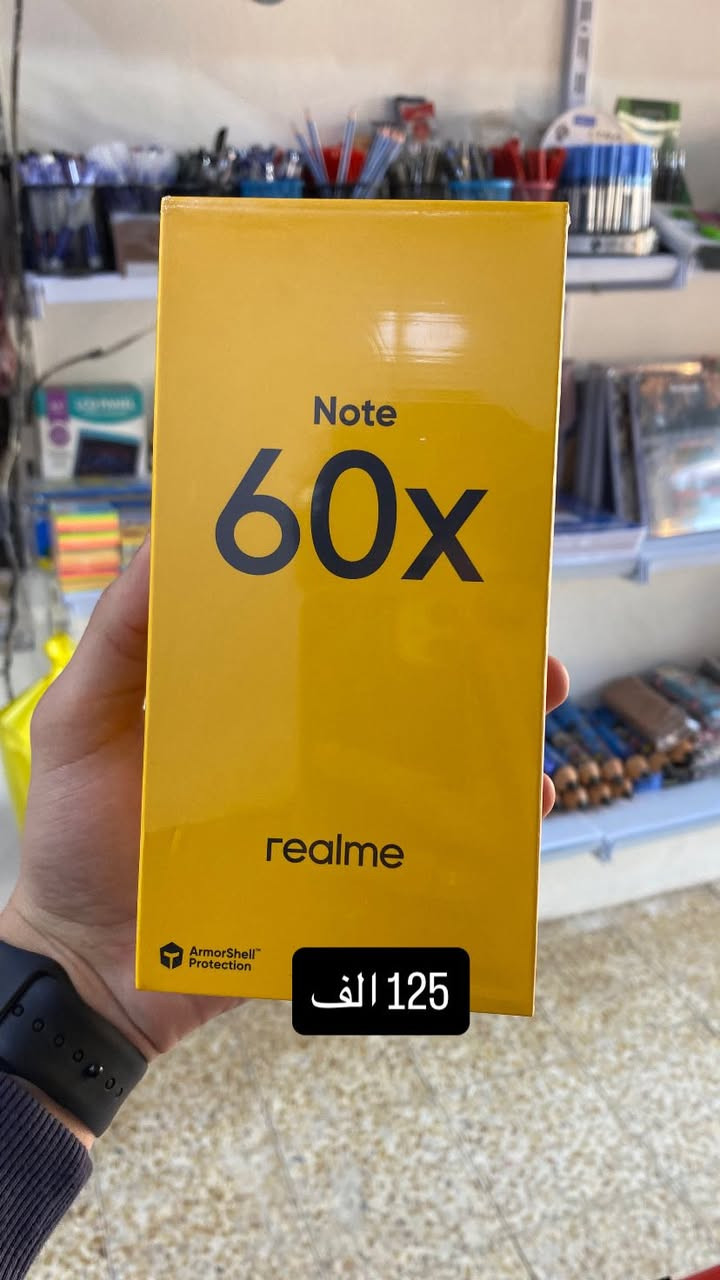 Note
60x
realme
ArmorShell™
Protection
125 الف